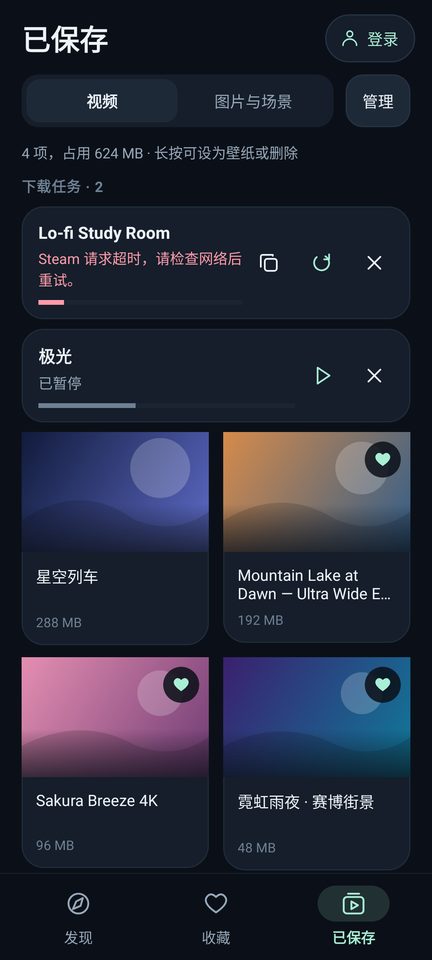 已保存
登录
视频
图片与场景
管理
4 项，占用 624 MB · 长按可设为壁纸或删除
下载任务 · 2
Lo-fi Study Room
Steam 请求超时，请检查网络后
重试。
极光
已暂停
星空列车
288 MB
Mountain Lake at
Dawn — Ultra Wide E…
192 MB
Sakura Breeze 4K
96 MB
霓虹雨夜 · 赛博街景
48 MB
发现
收藏
已保存